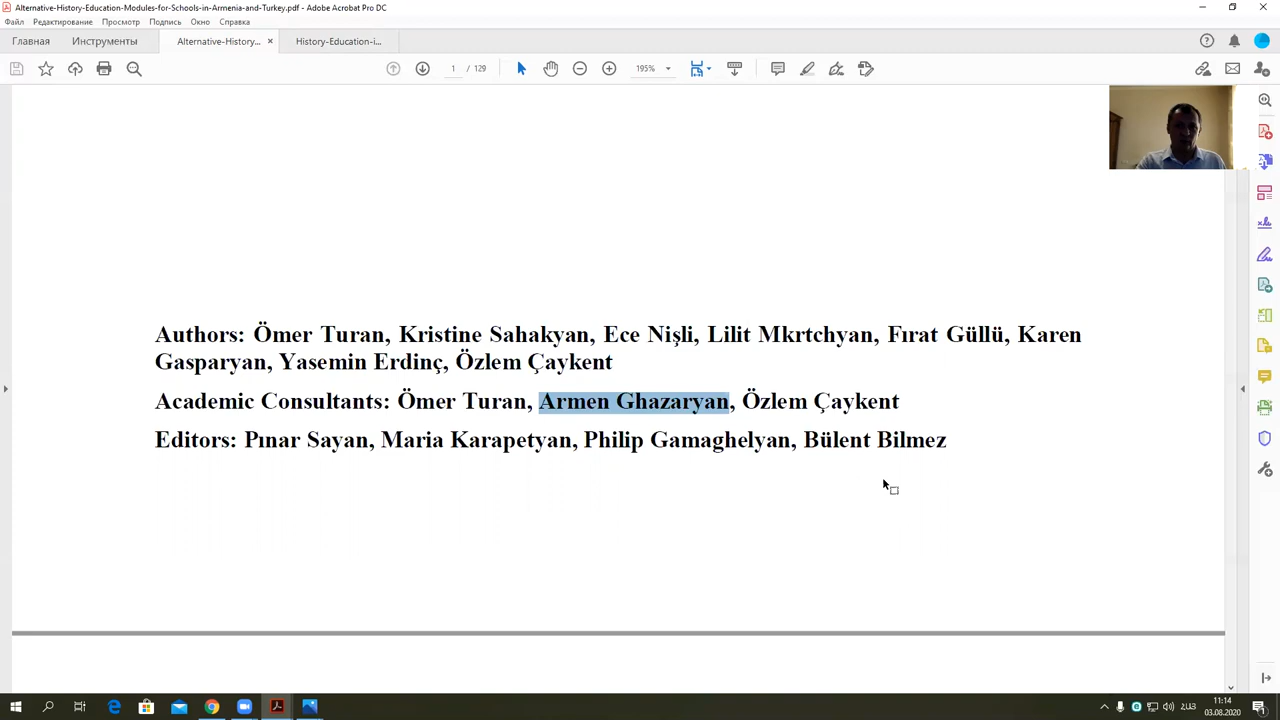 Alternative-History-Education-Modules-for-Schools-in-Armenia-and-Turkey.pdf - Adobe Acrobat Pro DC
Файл Редактирование Просмотр Подпись Окно Справка
Главная Инструменты Alternative-History... × History-Education-i...
1 / 129 195%
Authors: Ömer Turan, Kristine Sahakyan, Ece Nişli, Lilit Mkrtchyan, Fırat Güllü, Karen
Gasparyan, Yasemin Erdinç, Özlem Çaykent
Academic Consultants: Ömer Turan, Armen Ghazaryan, Özlem Çaykent
Editors: Pınar Sayan, Maria Karapetyan, Philip Gamaghelyan, Bülent Bilmez
ՀԱՅ 11:14
03.08.2020